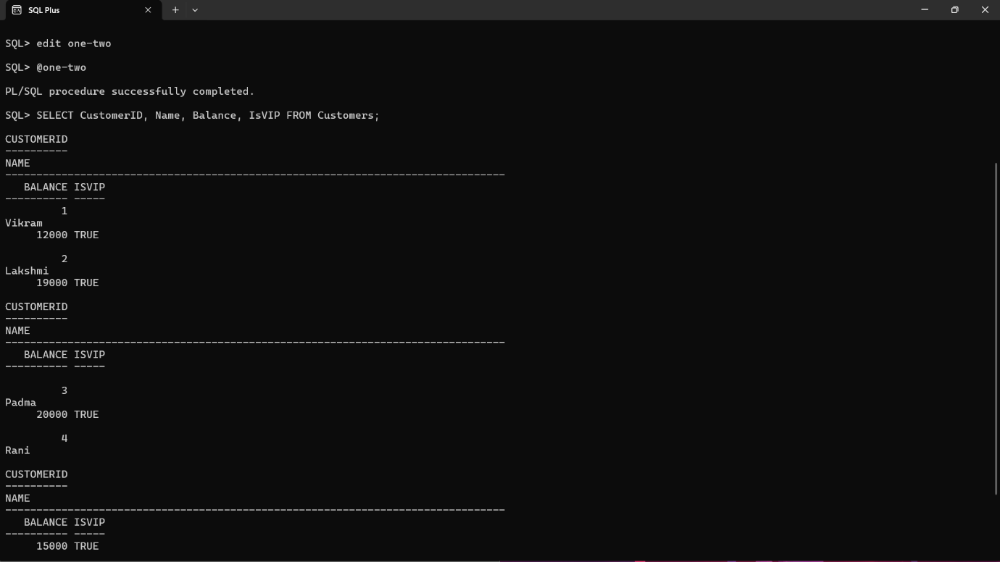 SQL Plus
SQL> edit one-two
SQL> @one-two
PL/SQL procedure successfully completed.
SQL> SELECT CustomerID, Name, Balance, IsVIP FROM Customers;
CUSTOMERID
----------
NAME
--------------------------------------------------------------------------------
   BALANCE ISVIP
---------- -----
         1
Vikram
     12000 TRUE
         2
Lakshmi
     19000 TRUE
CUSTOMERID
----------
NAME
--------------------------------------------------------------------------------
   BALANCE ISVIP
---------- -----
         3
Padma
     20000 TRUE
         4
Rani
CUSTOMERID
----------
NAME
--------------------------------------------------------------------------------
   BALANCE ISVIP
---------- -----
     15000 TRUE